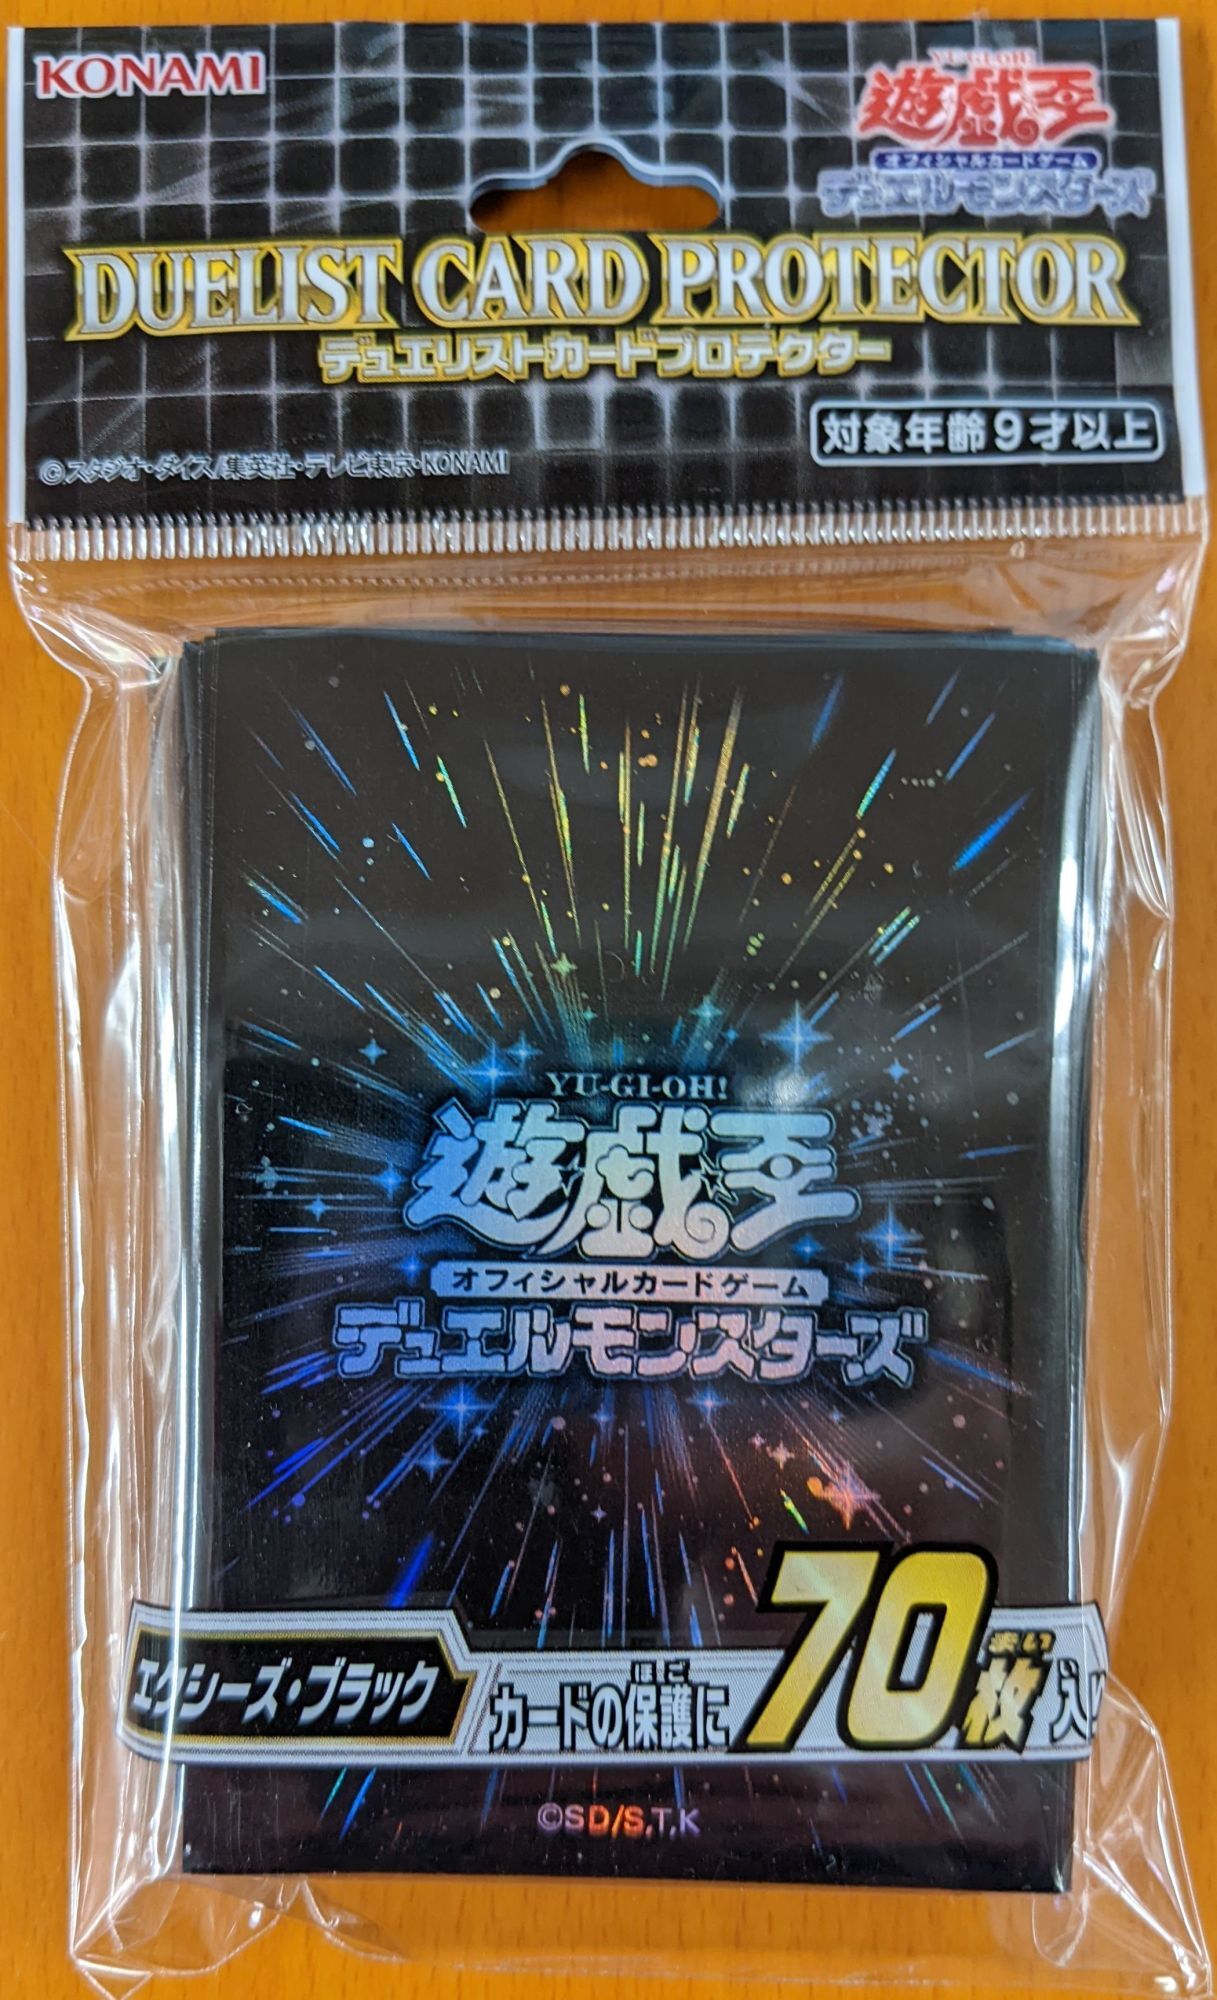 KONAMI
YU-GI-OH!
遊戯王
オフィシャルカードゲーム
デュエルモンスターズ
DUELIST CARD PROTECTOR
デュエリストカードプロテクター
対象年齢9才以上
©スタジオ・ダイス/集英社・テレビ東京・KONAMI
YU-GI-OH!
遊戯王
オフィシャルカードゲーム
デュエルモンスターズ
エクシーズ・ブラック
ほご
まい
い
カードの保護に70枚入り
©SD/S,T,K